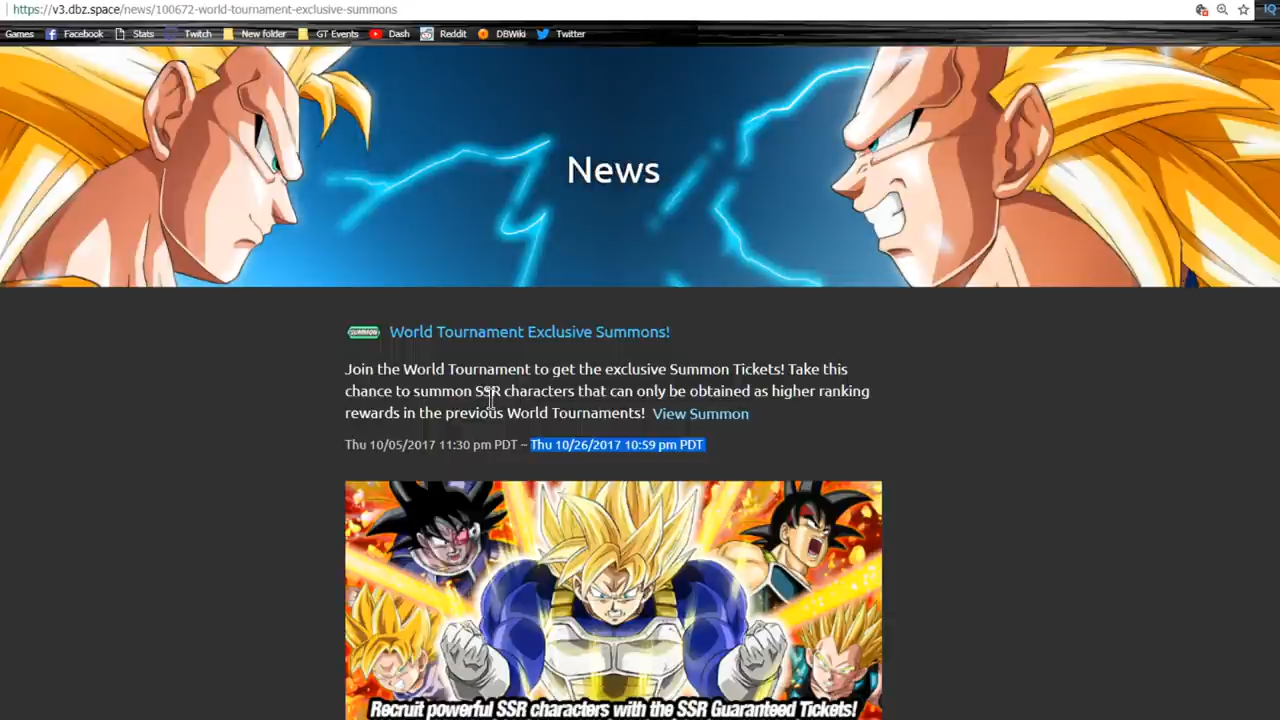 https://v3.dbz.space/news/100672-world-tournament-exclusive-summons
Games Facebook Stats Twitch New folder GT Events Dash Reddit DBWiki Twitter
News
SUMMON World Tournament Exclusive Summons!
Join the World Tournament to get the exclusive Summon Tickets! Take this
chance to summon SSR characters that can only be obtained as higher ranking
rewards in the previous World Tournaments! View Summon
Thu 10/05/2017 11:30 pm PDT ~ Thu 10/26/2017 10:59 pm PDT
Recruit powerful SSR characters with the SSR Guaranteed Tickets!